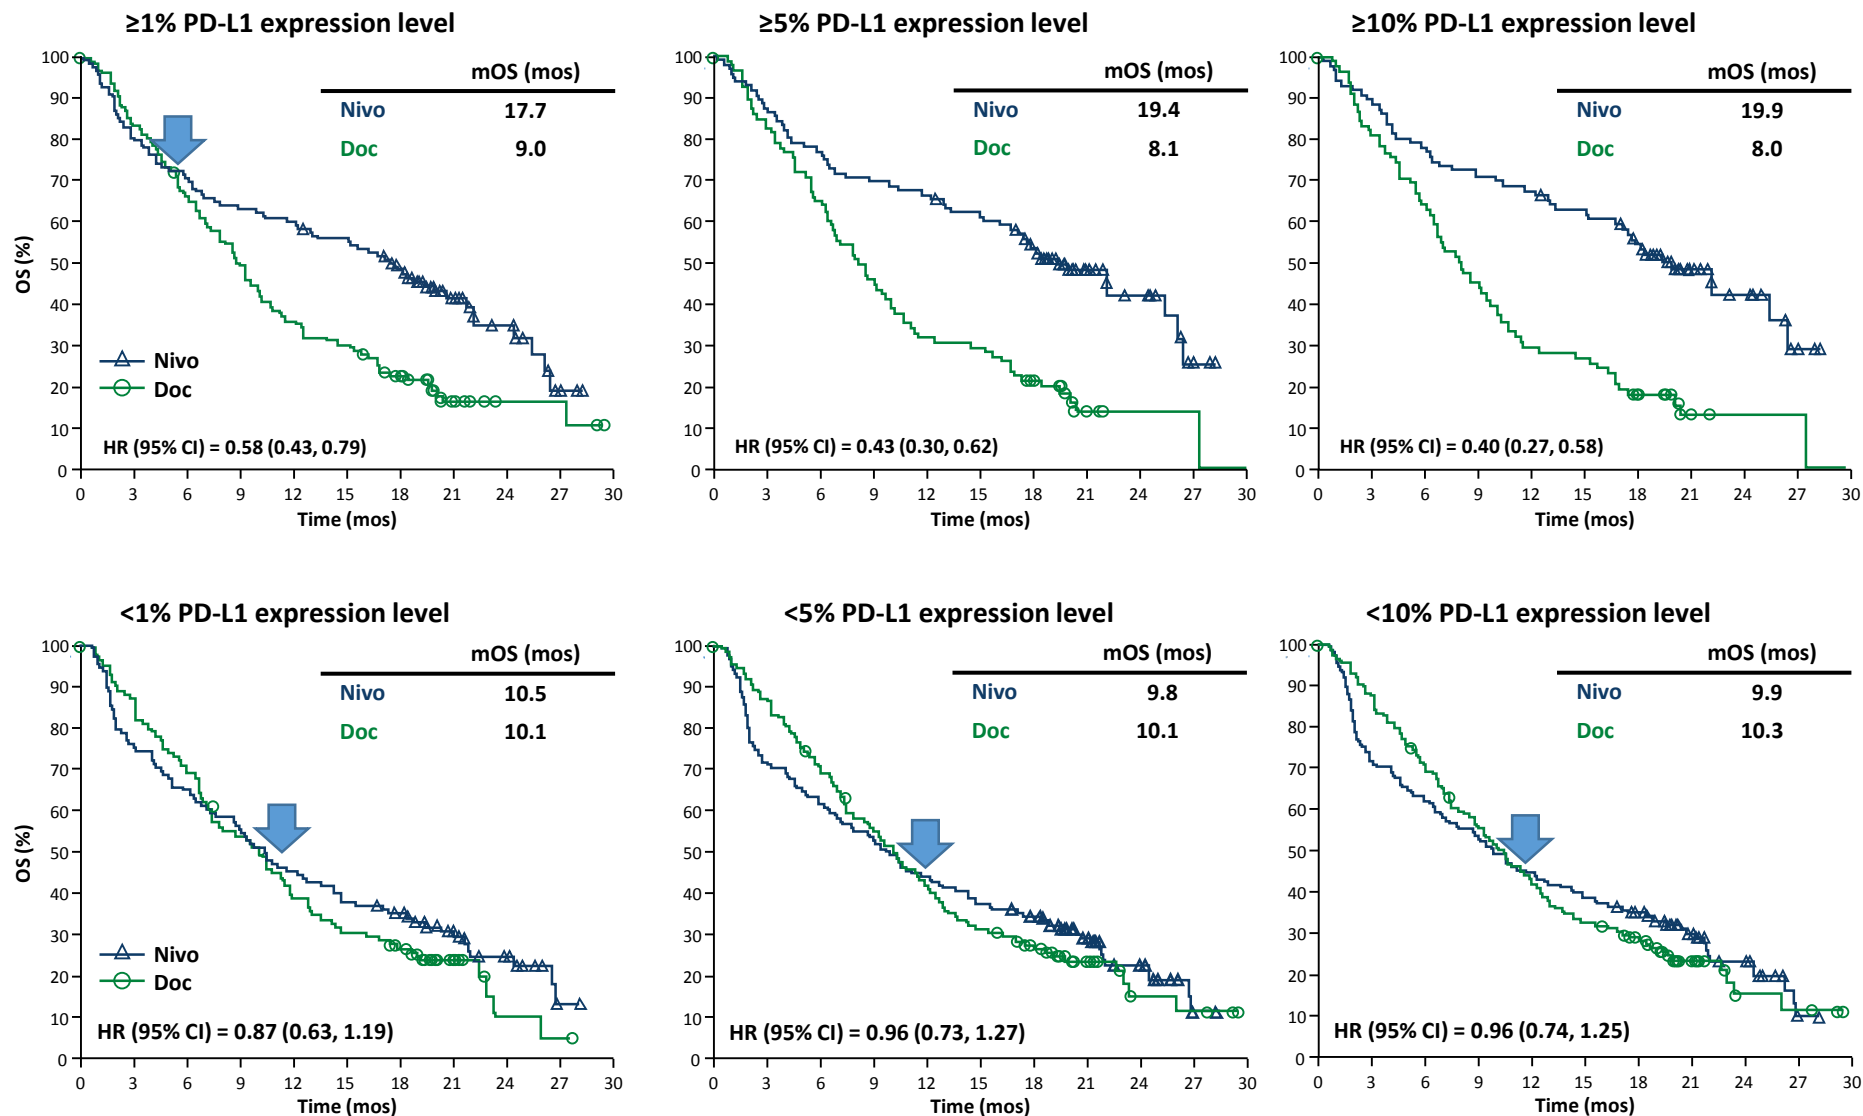 ≥1% PD-L1 expression level
mOS (mos)
Nivo 17.7
Doc 9.0
OS (%)
100
90
80
70
60
50
40
30
20
10
0
Nivo
Doc
HR (95% CI) = 0.58 (0.43, 0.79)
0 3 6 9 12 15 18 21 24 27 30
Time (mos)
≥5% PD-L1 expression level
mOS (mos)
Nivo 19.4
Doc 8.1
100
90
80
70
60
50
40
30
20
10
0
HR (95% CI) = 0.43 (0.30, 0.62)
0 3 6 9 12 15 18 21 24 27 30
Time (mos)
≥10% PD-L1 expression level
mOS (mos)
Nivo 19.9
Doc 8.0
100
90
80
70
60
50
40
30
20
10
0
HR (95% CI) = 0.40 (0.27, 0.58)
0 3 6 9 12 15 18 21 24 27 30
Time (mos)
<1% PD-L1 expression level
mOS (mos)
Nivo 10.5
Doc 10.1
OS (%)
100
90
80
70
60
50
40
30
20
10
0
Nivo
Doc
HR (95% CI) = 0.87 (0.63, 1.19)
0 3 6 9 12 15 18 21 24 27 30
Time (mos)
<5% PD-L1 expression level
mOS (mos)
Nivo 9.8
Doc 10.1
100
90
80
70
60
50
40
30
20
10
0
HR (95% CI) = 0.96 (0.73, 1.27)
0 3 6 9 12 15 18 21 24 27 30
Time (mos)
<10% PD-L1 expression level
mOS (mos)
Nivo 9.9
Doc 10.3
100
90
80
70
60
50
40
30
20
10
0
HR (95% CI) = 0.96 (0.74, 1.25)
0 3 6 9 12 15 18 21 24 27 30
Time (mos)